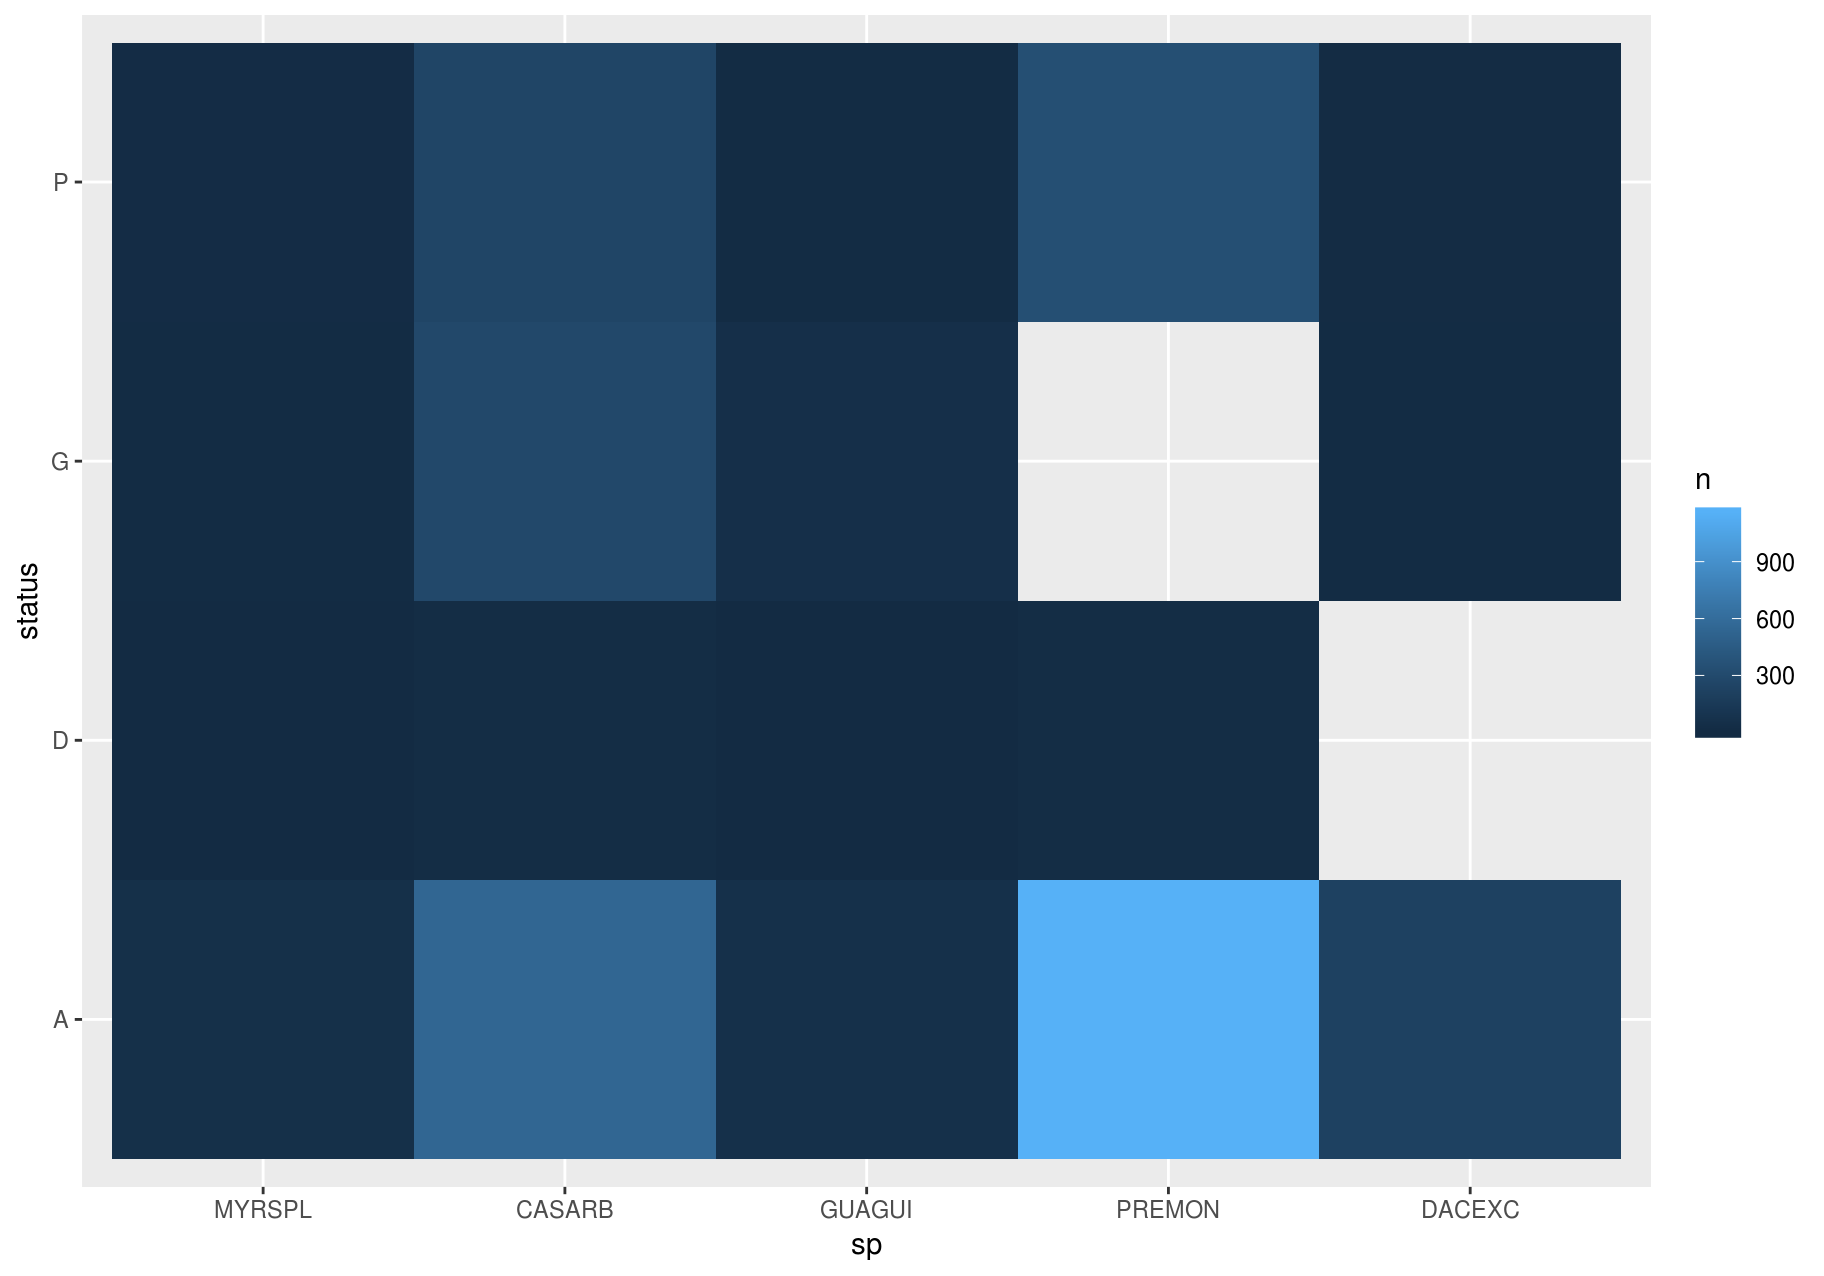 P
G
D
A
status
MYRSPL CASARB GUAGUI PREMON DACEXC
sp
n
900
600
300